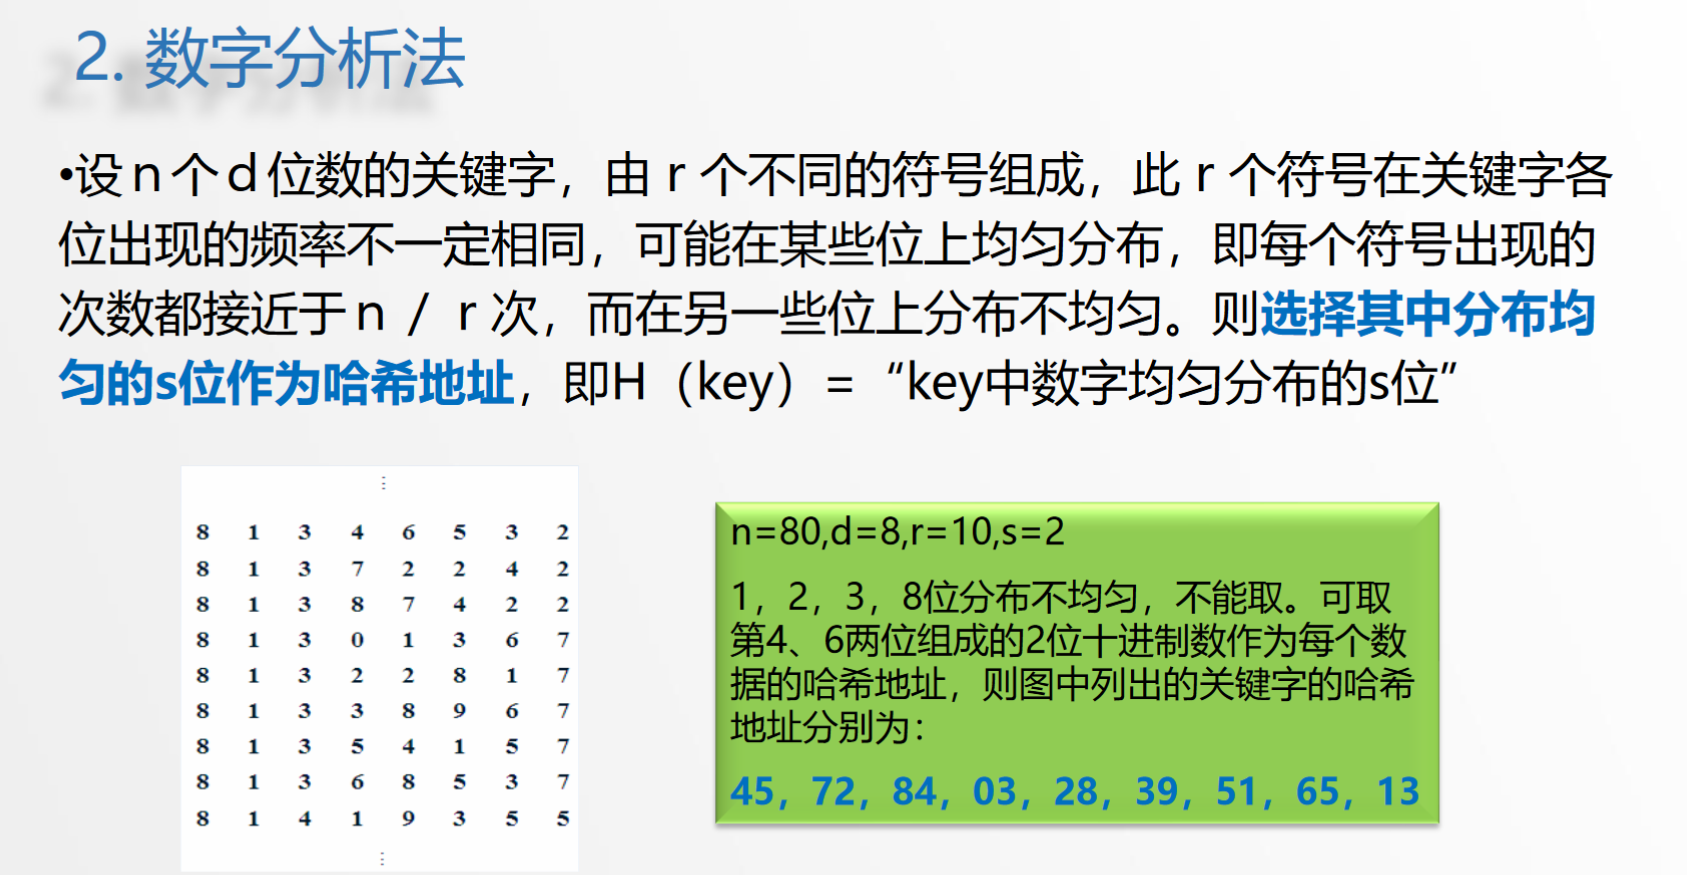 2. 数字分析法
•设ｎ个ｄ位数的关键字，由ｒ个不同的符号组成，此ｒ个符号在关键字各
位出现的频率不一定相同，可能在某些位上均匀分布，即每个符号出现的
次数都接近于ｎ／ｒ次，而在另一些位上分布不均匀。则选择其中分布均
匀的s位作为哈希地址，即H（key）=“key中数字均匀分布的s位”
⋮
8 1 3 4 6 5 3 2
8 1 3 7 2 2 4 2
8 1 3 8 7 4 2 2
8 1 3 0 1 3 6 7
8 1 3 2 2 8 1 7
8 1 3 3 8 9 6 7
8 1 3 5 4 1 5 7
8 1 3 6 8 5 3 7
8 1 4 1 9 3 5 5
⋮
n=80,d=8,r=10,s=2
1，2，3，8位分布不均匀，不能取。可取
第4、6两位组成的2位十进制数作为每个数
据的哈希地址，则图中列出的关键字的哈希
地址分别为：
45，72，84，03，28，39，51，65，13